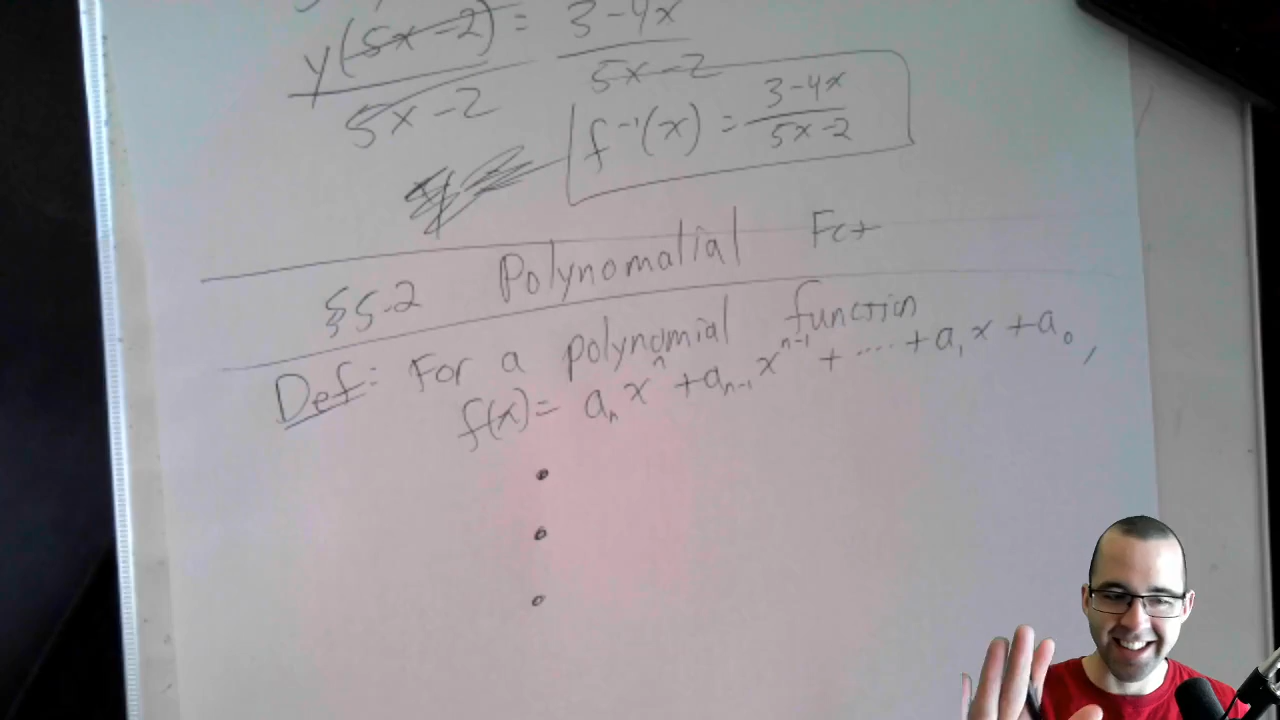 y(5x-2) = 3-4x
5x-2 5x-2
f⁻¹(x) = 3-4x
5x-2
§5.2 Polynomatial Fct
Def: For a polynomial function
f(x) = aₙxⁿ + aₙ₋₁xⁿ⁻¹ + ····· + a₁x + a₀,